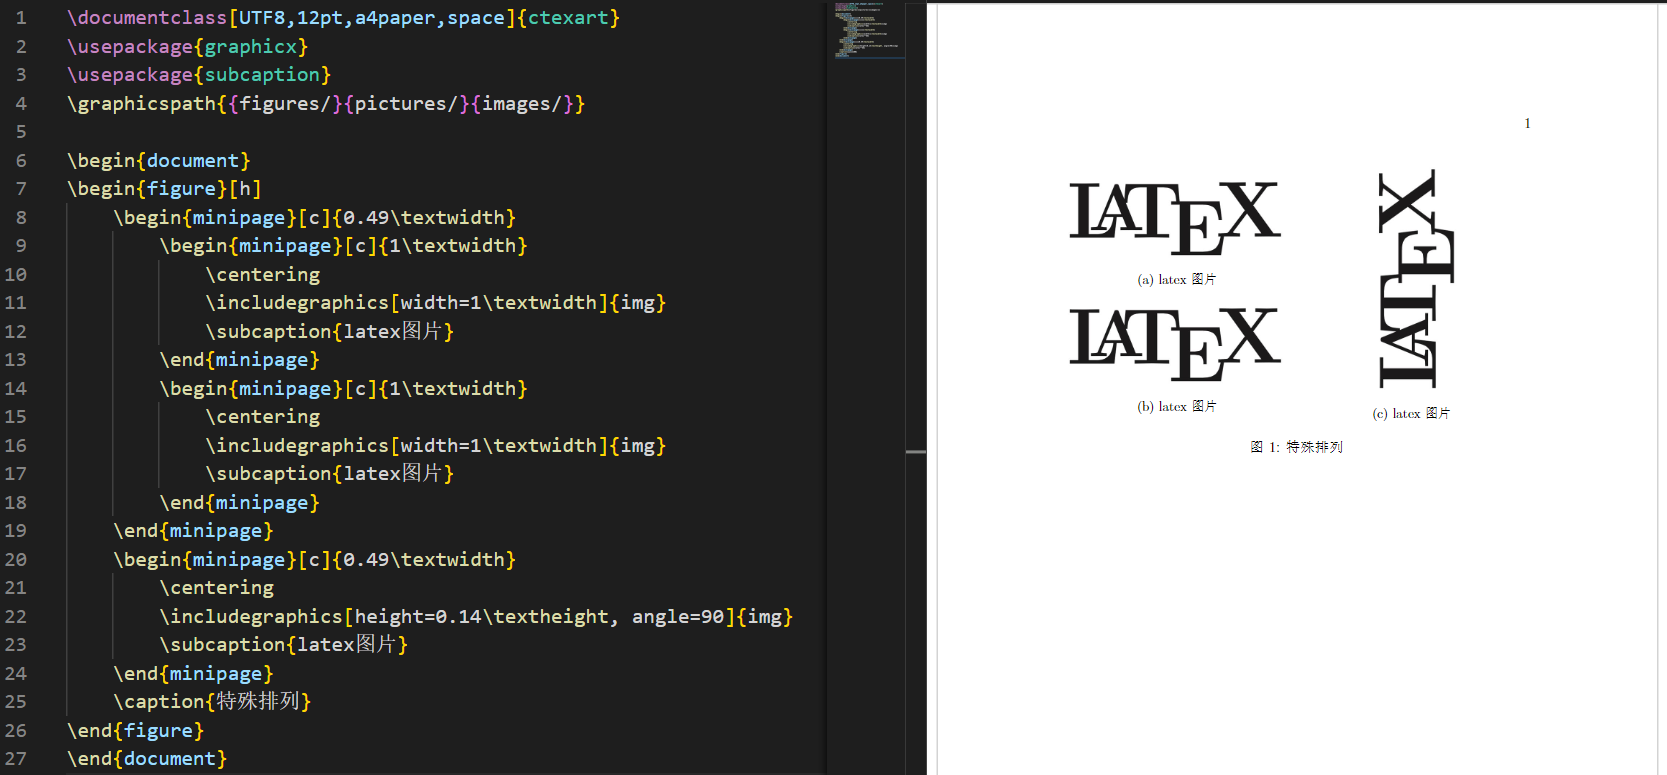 1 \documentclass[UTF8,12pt,a4paper,space]{ctexart}
2 \usepackage{graphicx}
3 \usepackage{subcaption}
4 \graphicspath{{figures/}{pictures/}{images/}}
5
6 \begin{document}
7 \begin{figure}[h]
8 \begin{minipage}[c]{0.49\textwidth}
9 \begin{minipage}[c]{1\textwidth}
10 \centering
11 \includegraphics[width=1\textwidth]{img}
12 \subcaption{latex图片}
13 \end{minipage}
14 \begin{minipage}[c]{1\textwidth}
15 \centering
16 \includegraphics[width=1\textwidth]{img}
17 \subcaption{latex图片}
18 \end{minipage}
19 \end{minipage}
20 \begin{minipage}[c]{0.49\textwidth}
21 \centering
22 \includegraphics[height=0.14\textheight, angle=90]{img}
23 \subcaption{latex图片}
24 \end{minipage}
25 \caption{特殊排列}
26 \end{figure}
27 \end{document}
1
LATEX
(a) latex 图片
LATEX
(b) latex 图片
LATEX
(c) latex 图片
图 1: 特殊排列